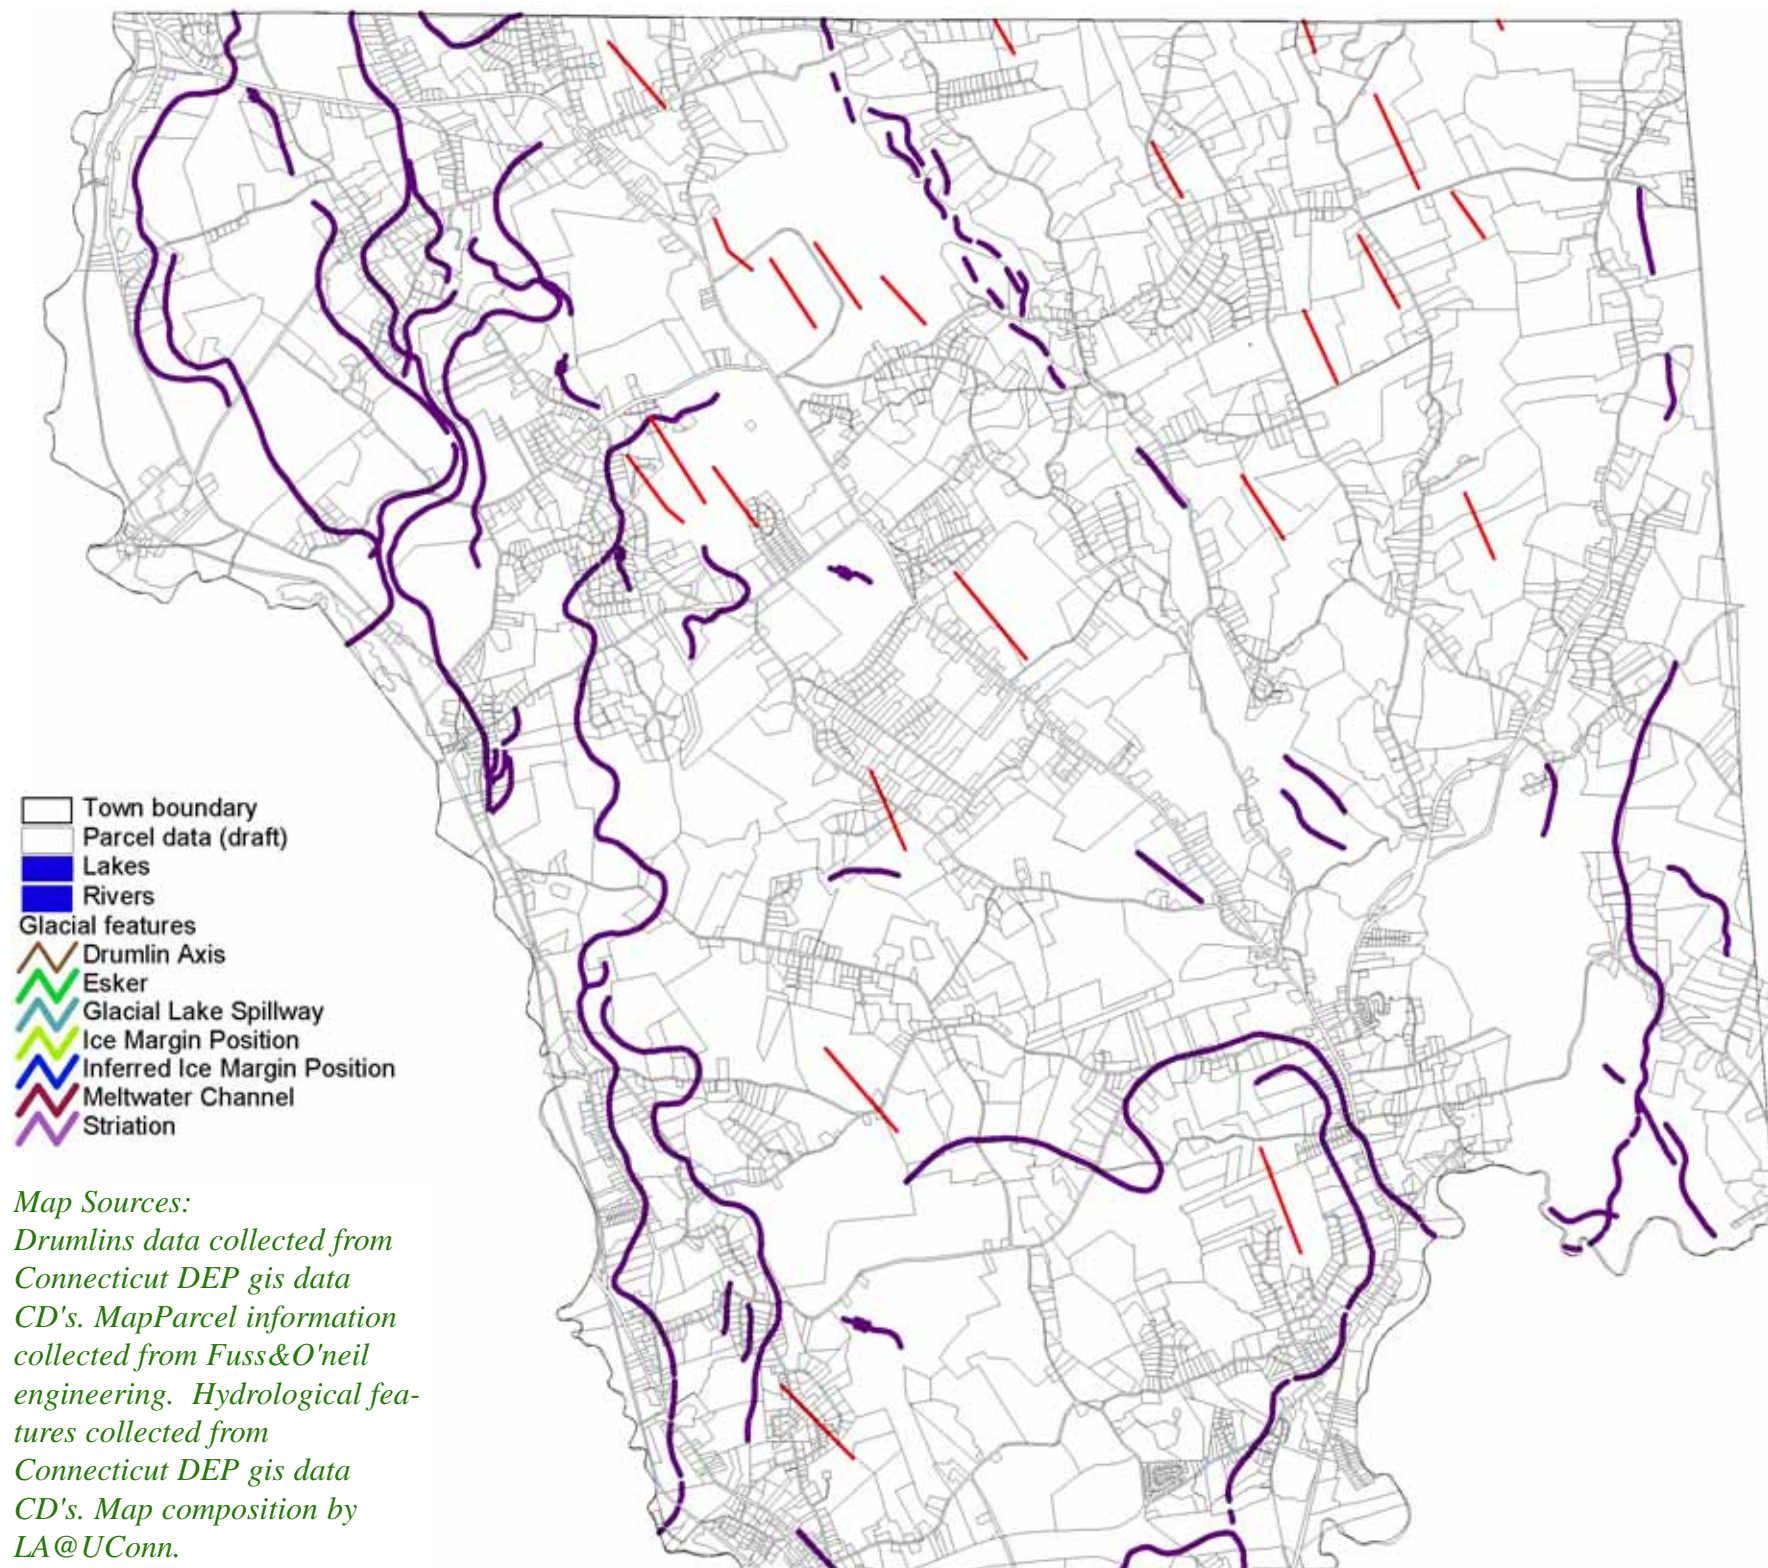 Town boundary
Parcel data (draft)
Lakes
Rivers
Glacial features
Drumlin Axis
Esker
Glacial Lake Spillway
Ice Margin Position
Inferred Ice Margin Position
Meltwater Channel
Striation
Map Sources:
Drumlins data collected from
Connecticut DEP gis data
CD's. MapParcel information
collected from Fuss&O'neil
engineering. Hydrological fea-
tures collected from
Connecticut DEP gis data
CD's. Map composition by
LA@UConn.